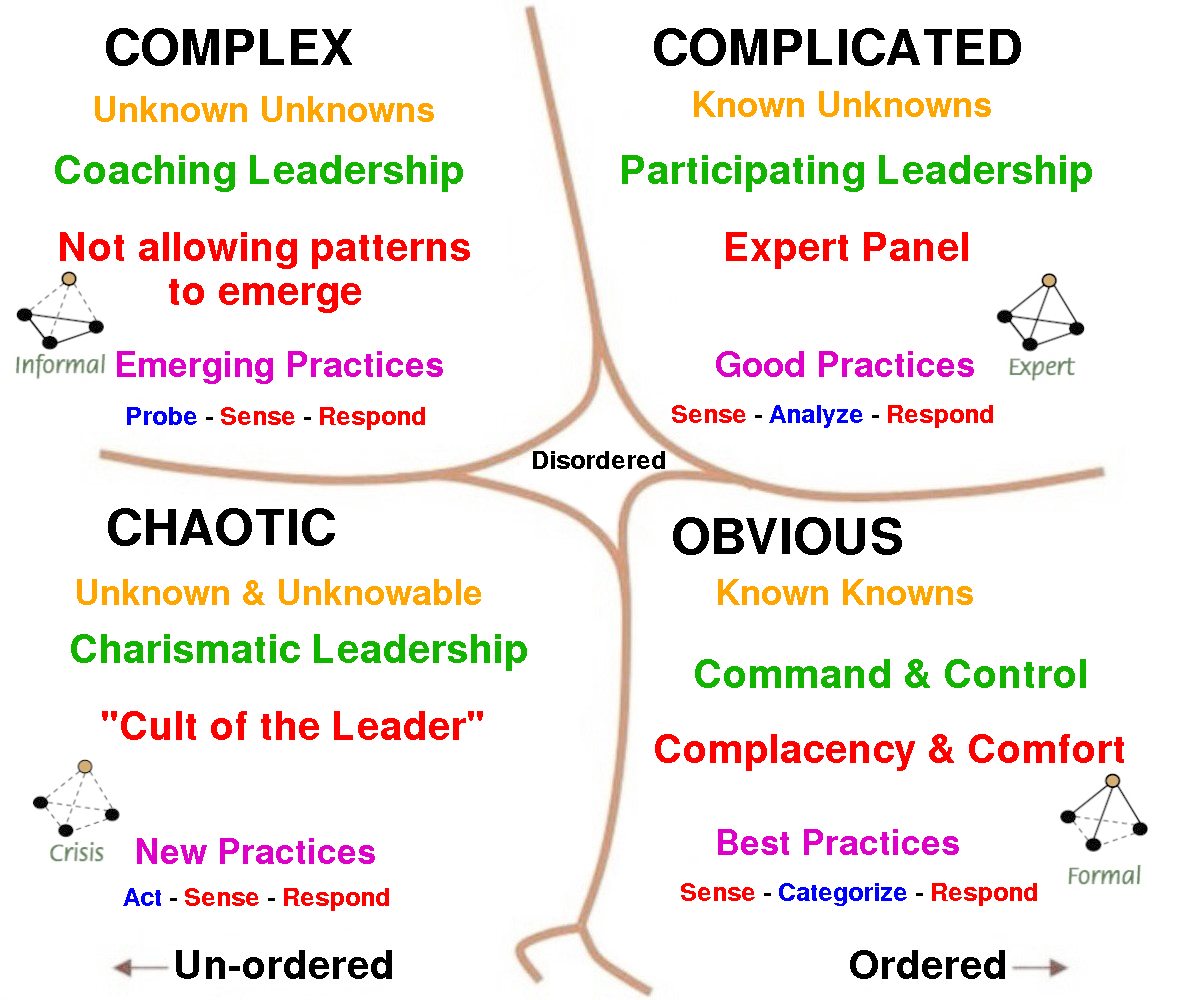 COMPLEX
Unknown Unknowns
Coaching Leadership
Not allowing patterns
to emerge
Informal
Emerging Practices
Probe - Sense - Respond
COMPLICATED
Known Unknowns
Participating Leadership
Expert Panel
Expert
Good Practices
Sense - Analyze - Respond
Disordered
CHAOTIC
Unknown & Unknowable
Charismatic Leadership
"Cult of the Leader"
Crisis
New Practices
Act - Sense - Respond
OBVIOUS
Known Knowns
Command & Control
Complacency & Comfort
Formal
Best Practices
Sense - Categorize - Respond
Un-ordered
Ordered